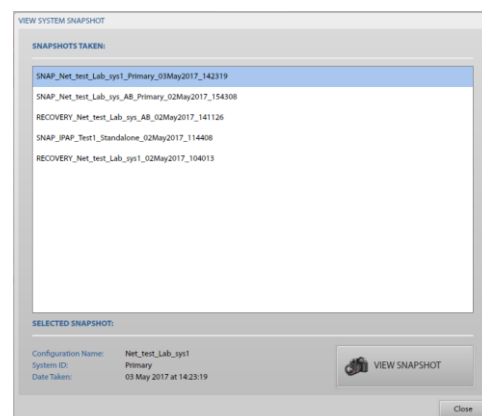 VIEW SYSTEM SNAPSHOT
SNAPSHOTS TAKEN:
SNAP_Net_test_Lab_sys1_Primary_03May2017_142319
SNAP_Net_test_Lab_sys_AB_Primary_02May2017_154308
RECOVERY_Net_test_Lab_sys_AB_02May2017_141126
SNAP_IPAP_Test1_Standalone_02May2017_114408
RECOVERY_Net_test_Lab_sys1_02May2017_104013
SELECTED SNAPSHOT:
Configuration Name: Net_test_Lab_sys1
System ID: Primary
Date Taken: 03 May 2017 at 14:23:19
VIEW SNAPSHOT
Close